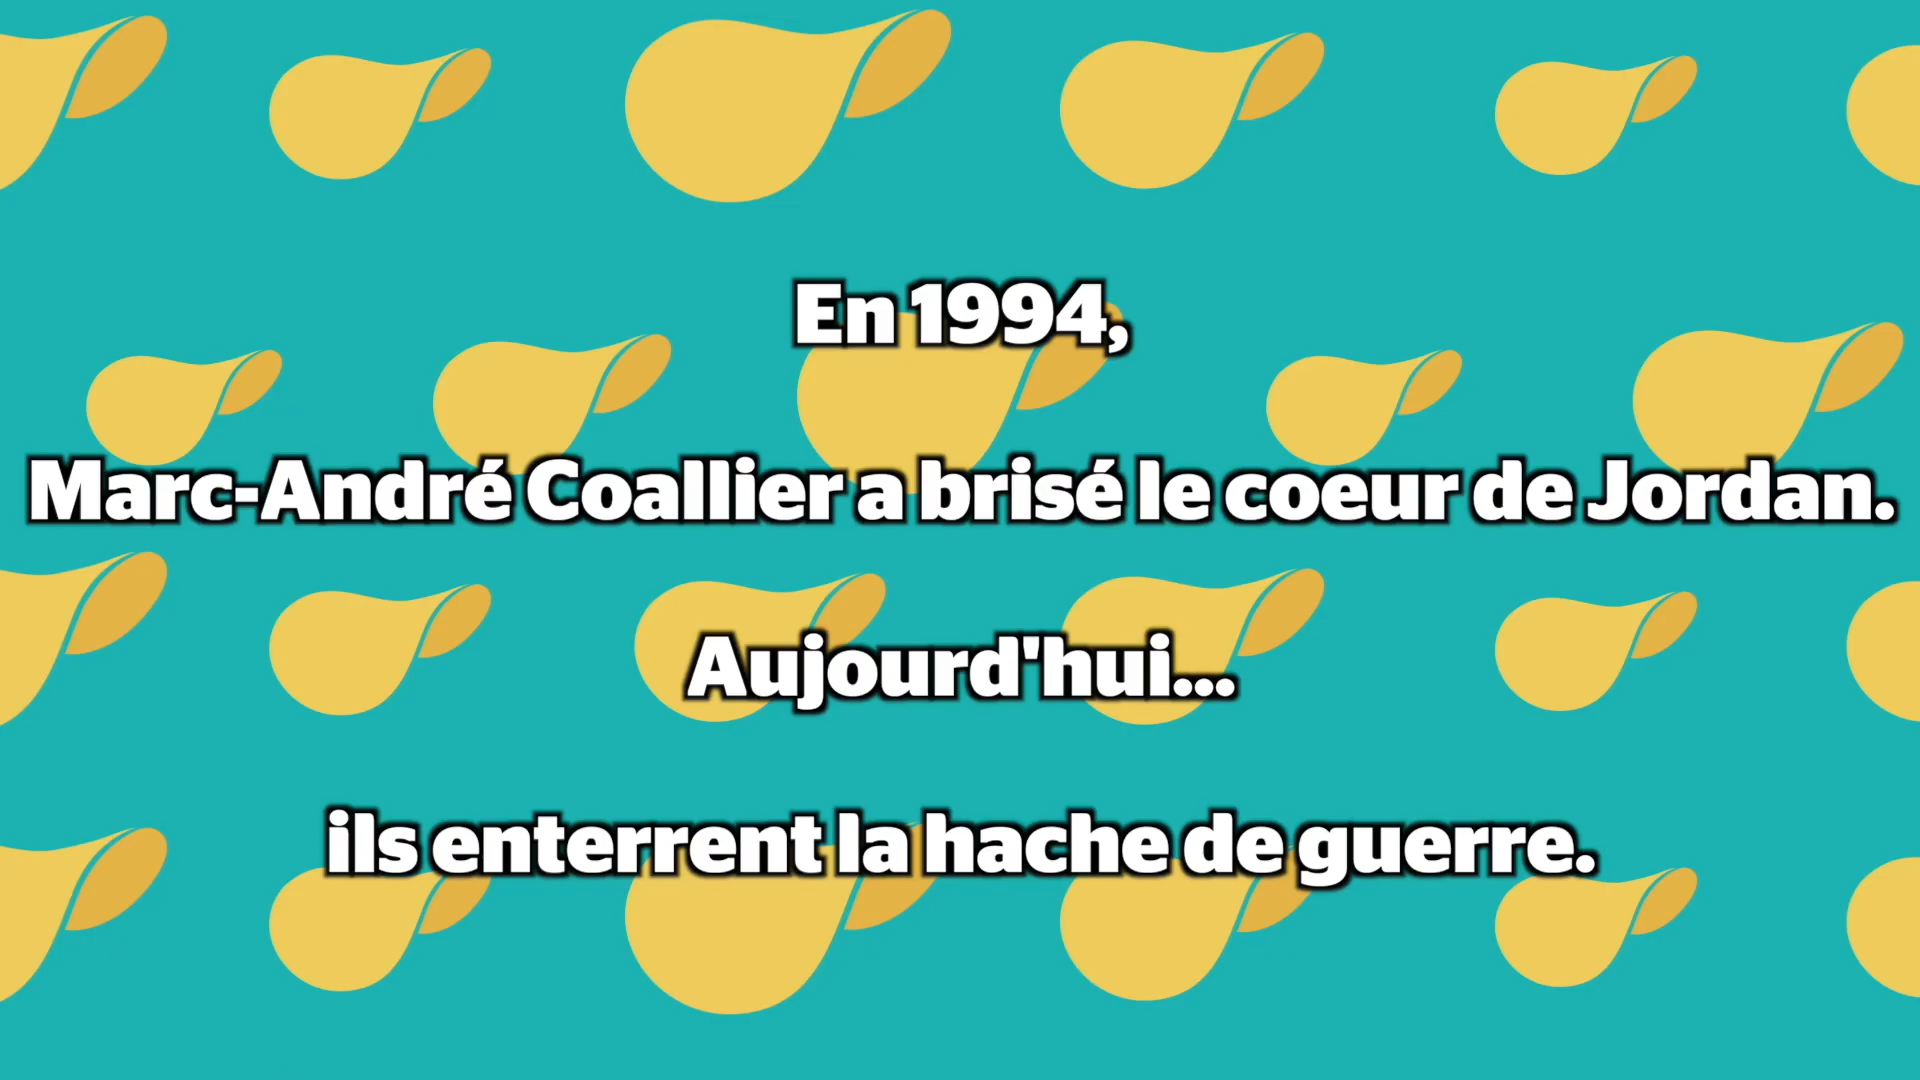 En 1994,
Marc-André Coallier a brisé le coeur de Jordan.
Aujourd'hui...
ils enterrent la hache de guerre.